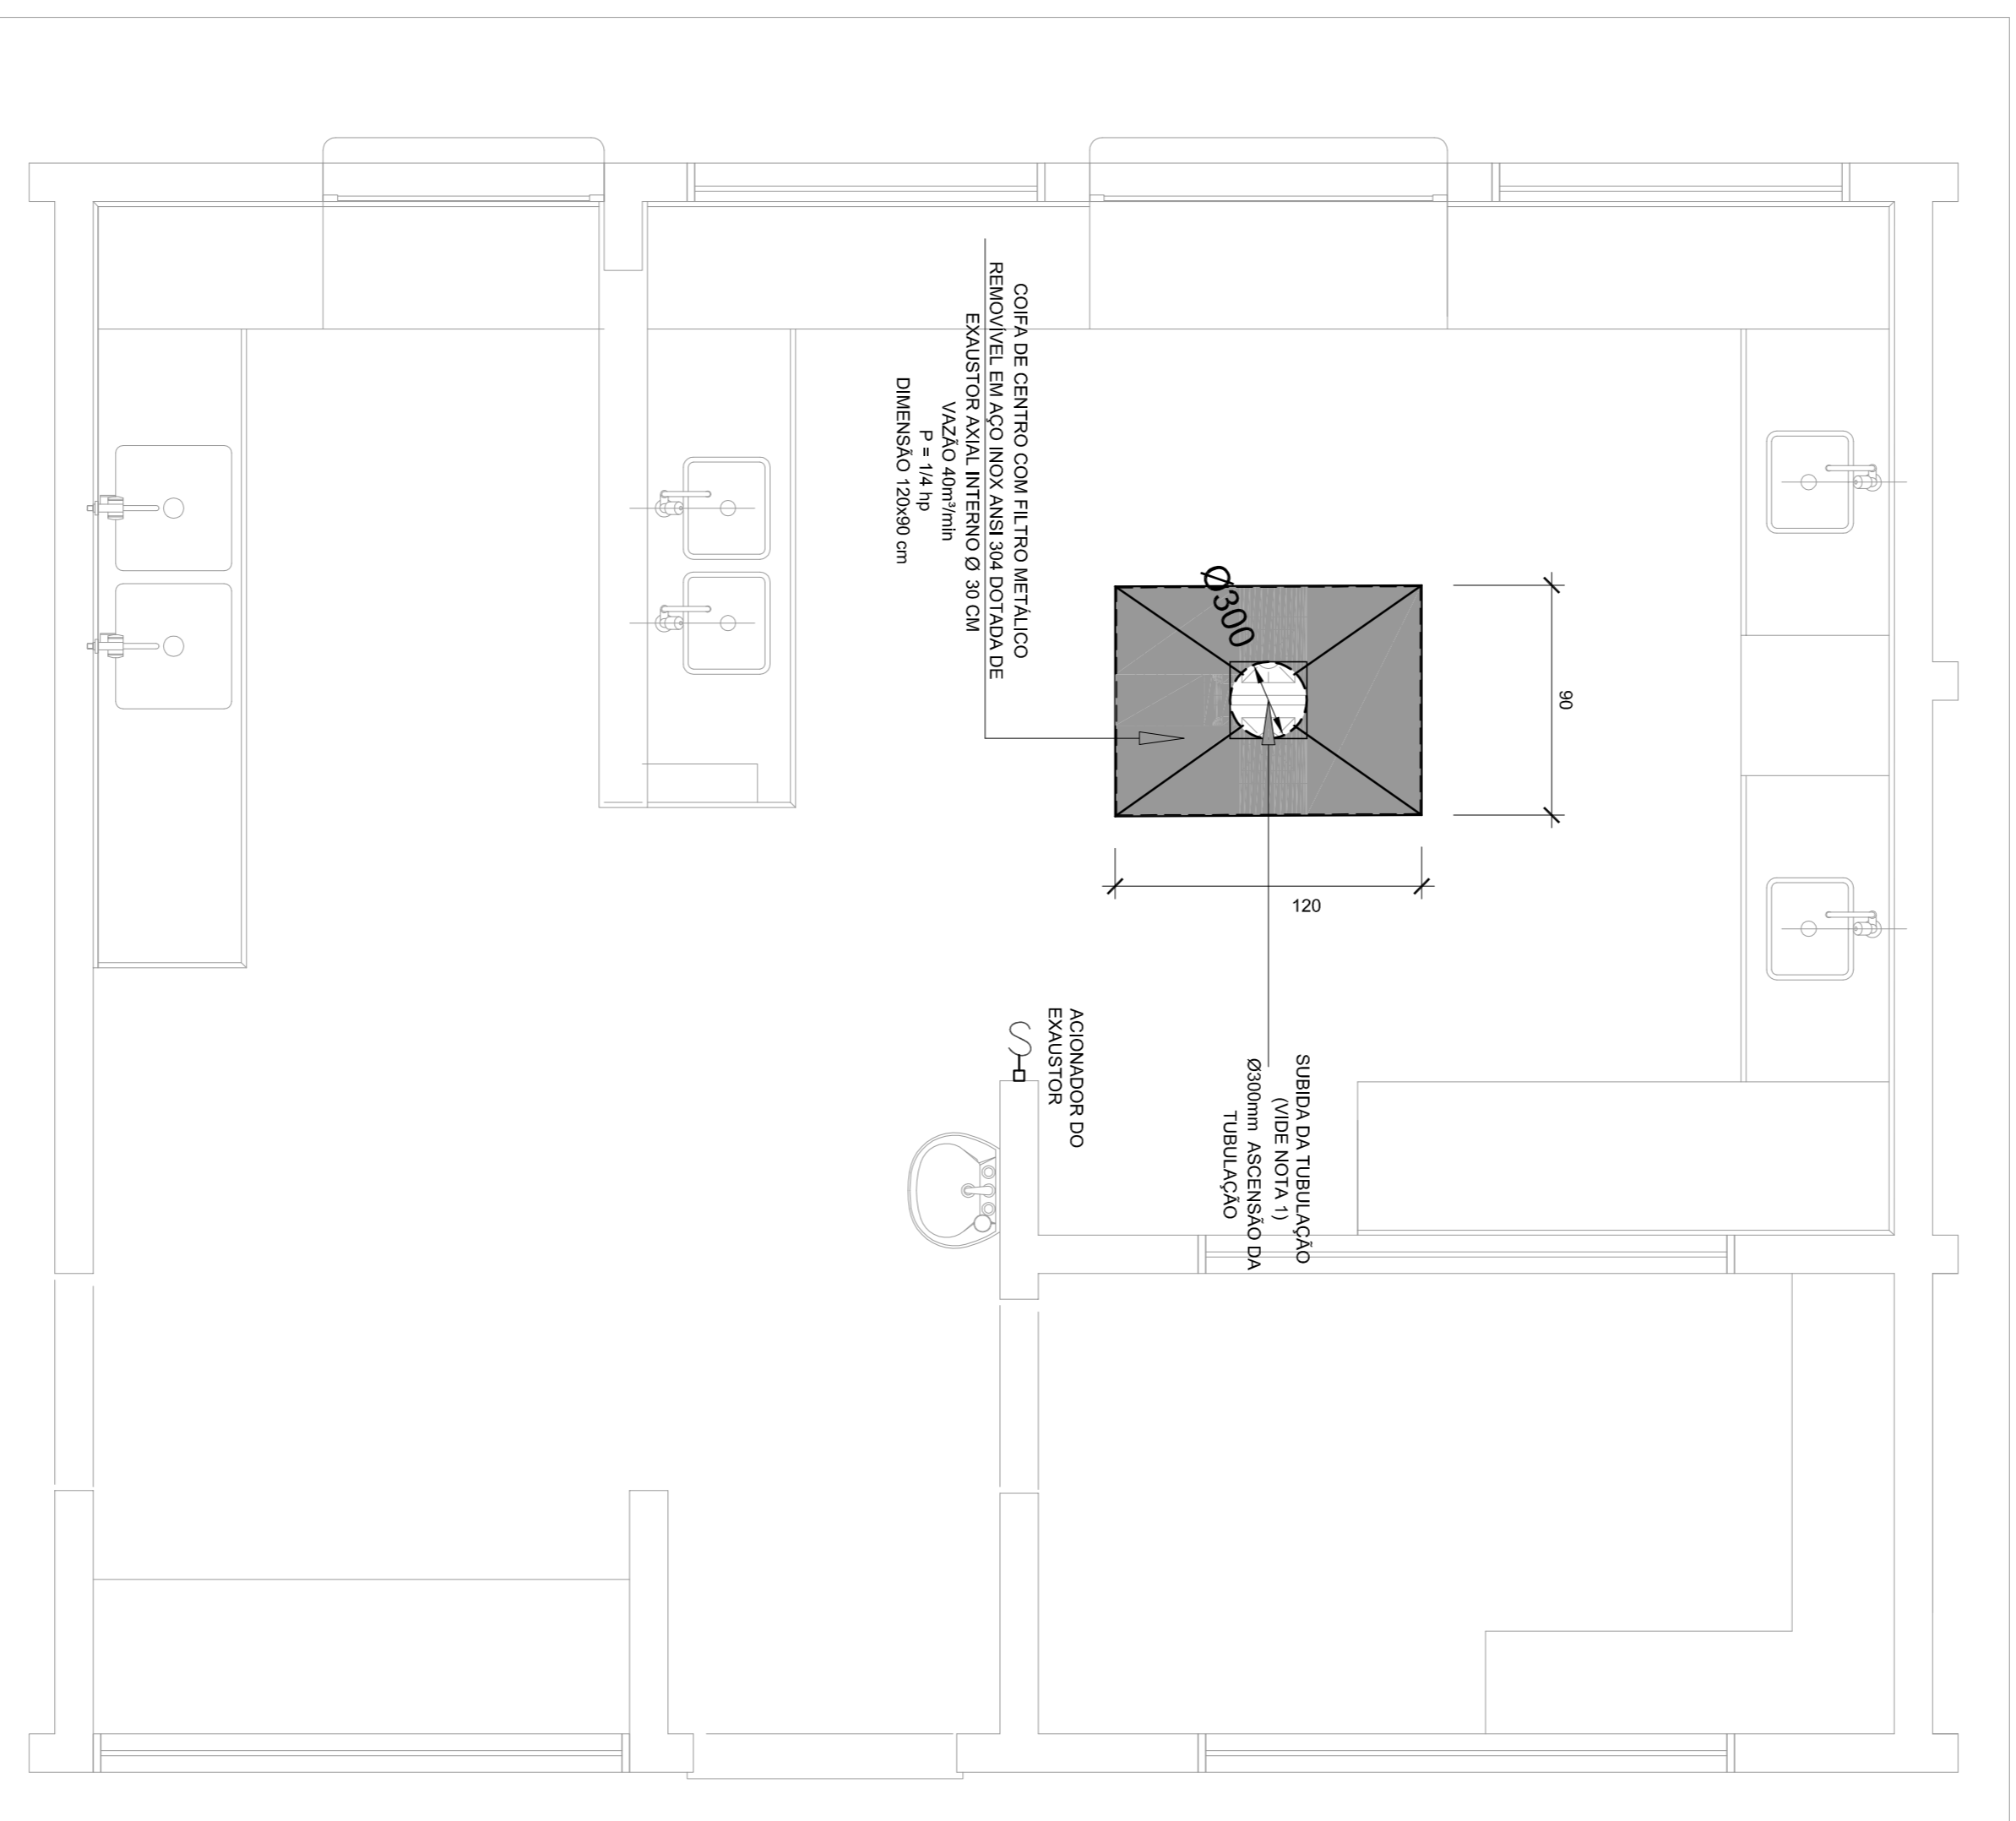 COIFA DE CENTRO COM FILTRO METÁLICO
REMOVÍVEL EM AÇO INOX ANSI 304 DOTADA DE
EXAUSTOR AXIAL INTERNO Ø 30 CM
VAZÃO 40m³/min
P = 1/4 hp
DIMENSÃO 120x90 cm
Ø300
90
120
ACIONADOR DO
EXAUSTOR
S
SUBIDA DA TUBULAÇÃO
(VIDE NOTA 1)
Ø300mm ASCENSÃO DA
TUBULAÇÃO